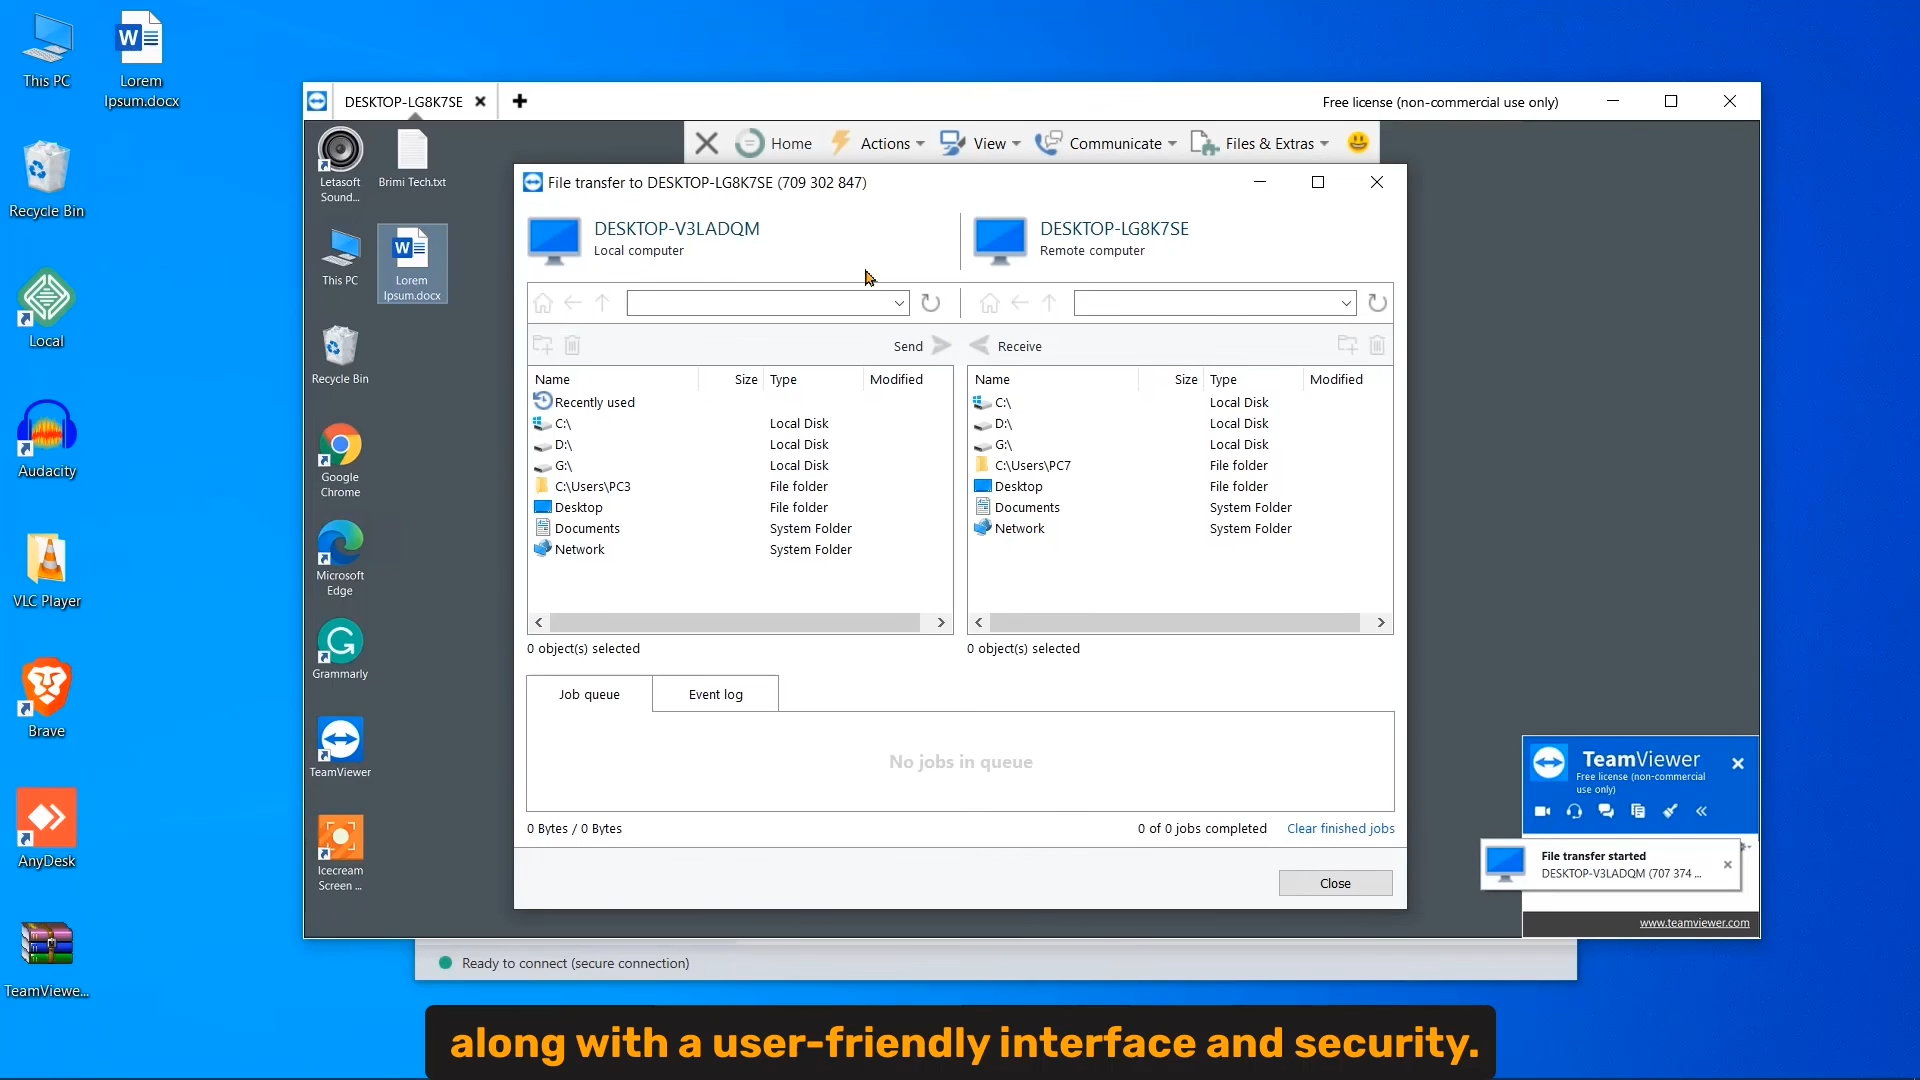 This PC
Lorem
Ipsum.docx
Recycle Bin
Local
Audacity
VLC Player
Brave
AnyDesk
TeamViewe...
DESKTOP-LG8K7SE
Free license (non-commercial use only)
Home
Actions
View
Communicate
Files & Extras
Letasoft
Sound...
Brimi Tech.txt
This PC
Lorem
Ipsum.docx
Recycle Bin
Google
Chrome
Microsoft
Edge
Grammarly
TeamViewer
Icecream
Screen ...
File transfer to DESKTOP-LG8K7SE (709 302 847)
DESKTOP-V3LADQM
Local computer
DESKTOP-LG8K7SE
Remote computer
Send
Receive
Name Size Type Modified
Recently used
C:\ Local Disk
D:\ Local Disk
G:\ Local Disk
C:\Users\PC3 File folder
Desktop File folder
Documents System Folder
Network System Folder
0 object(s) selected
Name Size Type Modified
C:\ Local Disk
D:\ Local Disk
G:\ Local Disk
C:\Users\PC7 File folder
Desktop File folder
Documents System Folder
Network System Folder
0 object(s) selected
Job queue
Event log
No jobs in queue
0 Bytes / 0 Bytes
0 of 0 jobs completed
Clear finished jobs
Close
TeamViewer
Free license (non-commercial
use only)
File transfer started
DESKTOP-V3LADQM (707 374 ...
www.teamviewer.com
Ready to connect (secure connection)
along with a user-friendly interface and security.